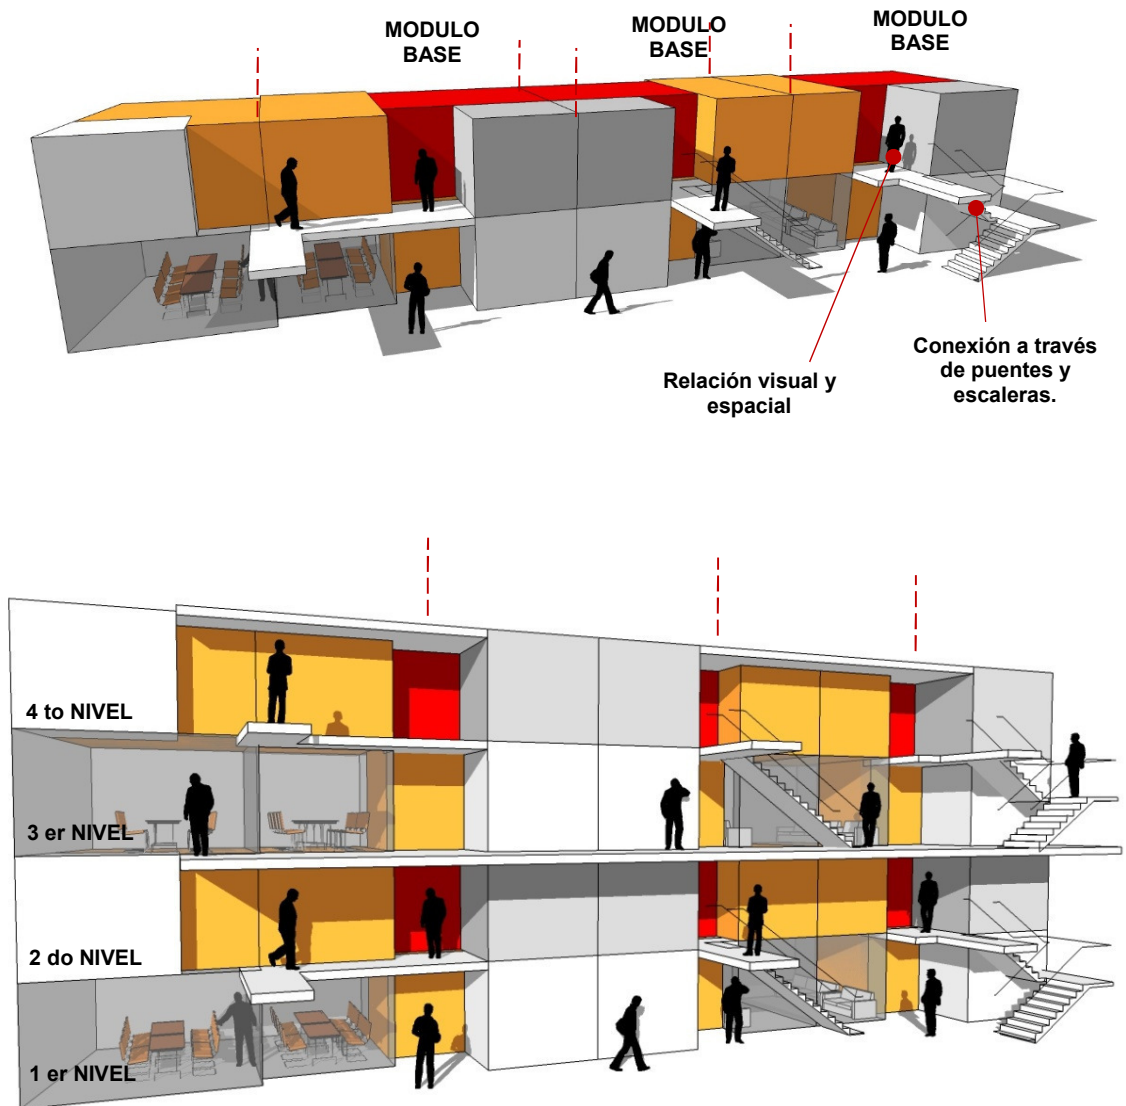 MODULO
BASE
MODULO
BASE
MODULO
BASE
Relación visual y
espacial
Conexión a través
de puentes y
escaleras.
4 to NIVEL
3 er NIVEL
2 do NIVEL
1 er NIVEL